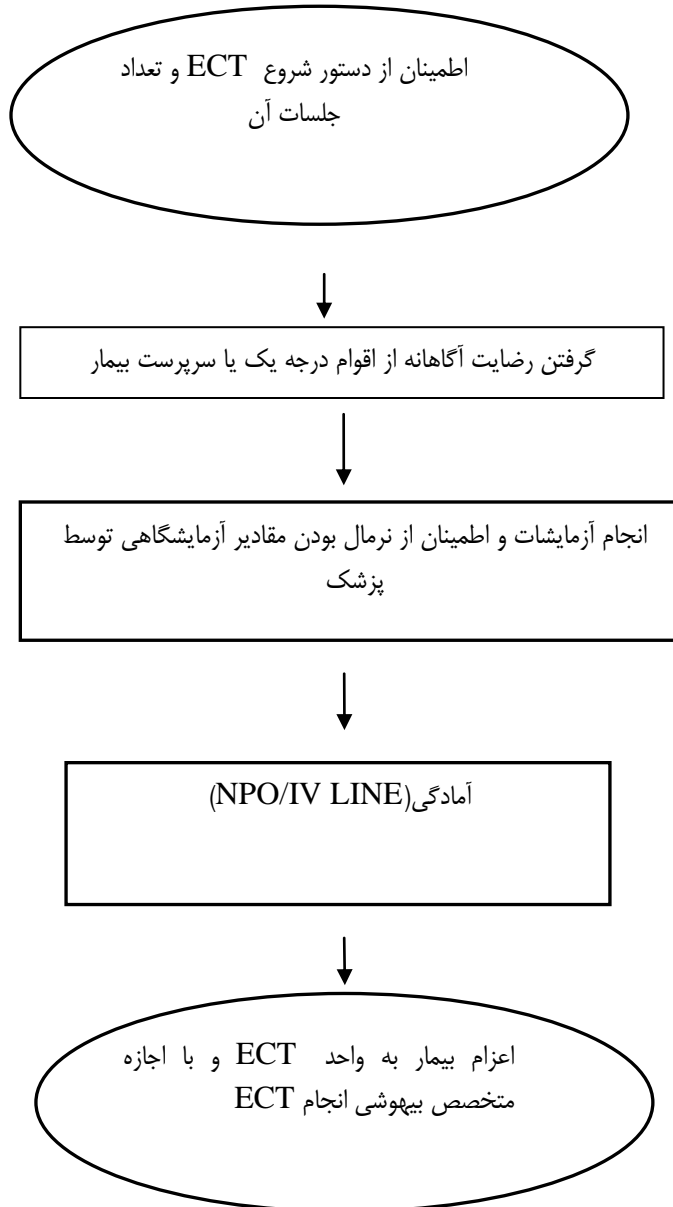 اطمینان از دستور شروع ECT و تعداد
جلسات آن
گرفتن رضایت آگاهانه از اقوام درجه یک یا سرپرست بیمار
انجام آزمایشات و اطمینان از نرمال بودن مقادیر آزمایشگاهی توسط
پزشک
آمادگی(NPO/IV LINE)
اعزام بیمار به واحد ECT و با اجازه
متخصص بیهوشی انجام ECT